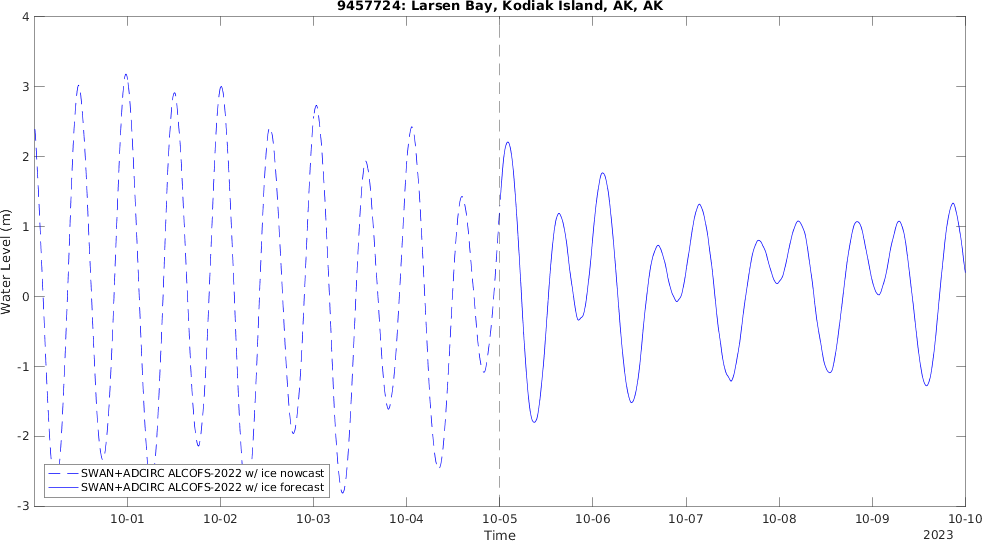 9457724: Larsen Bay, Kodiak Island, AK, AK
4
3
2
1
0
-1
-2
-3
Water Level (m)
SWAN+ADCIRC ALCOFS-2022 w/ ice nowcast
SWAN+ADCIRC ALCOFS-2022 w/ ice forecast
10-01 10-02 10-03 10-04 10-05 10-06 10-07 10-08 10-09 10-10
Time
2023